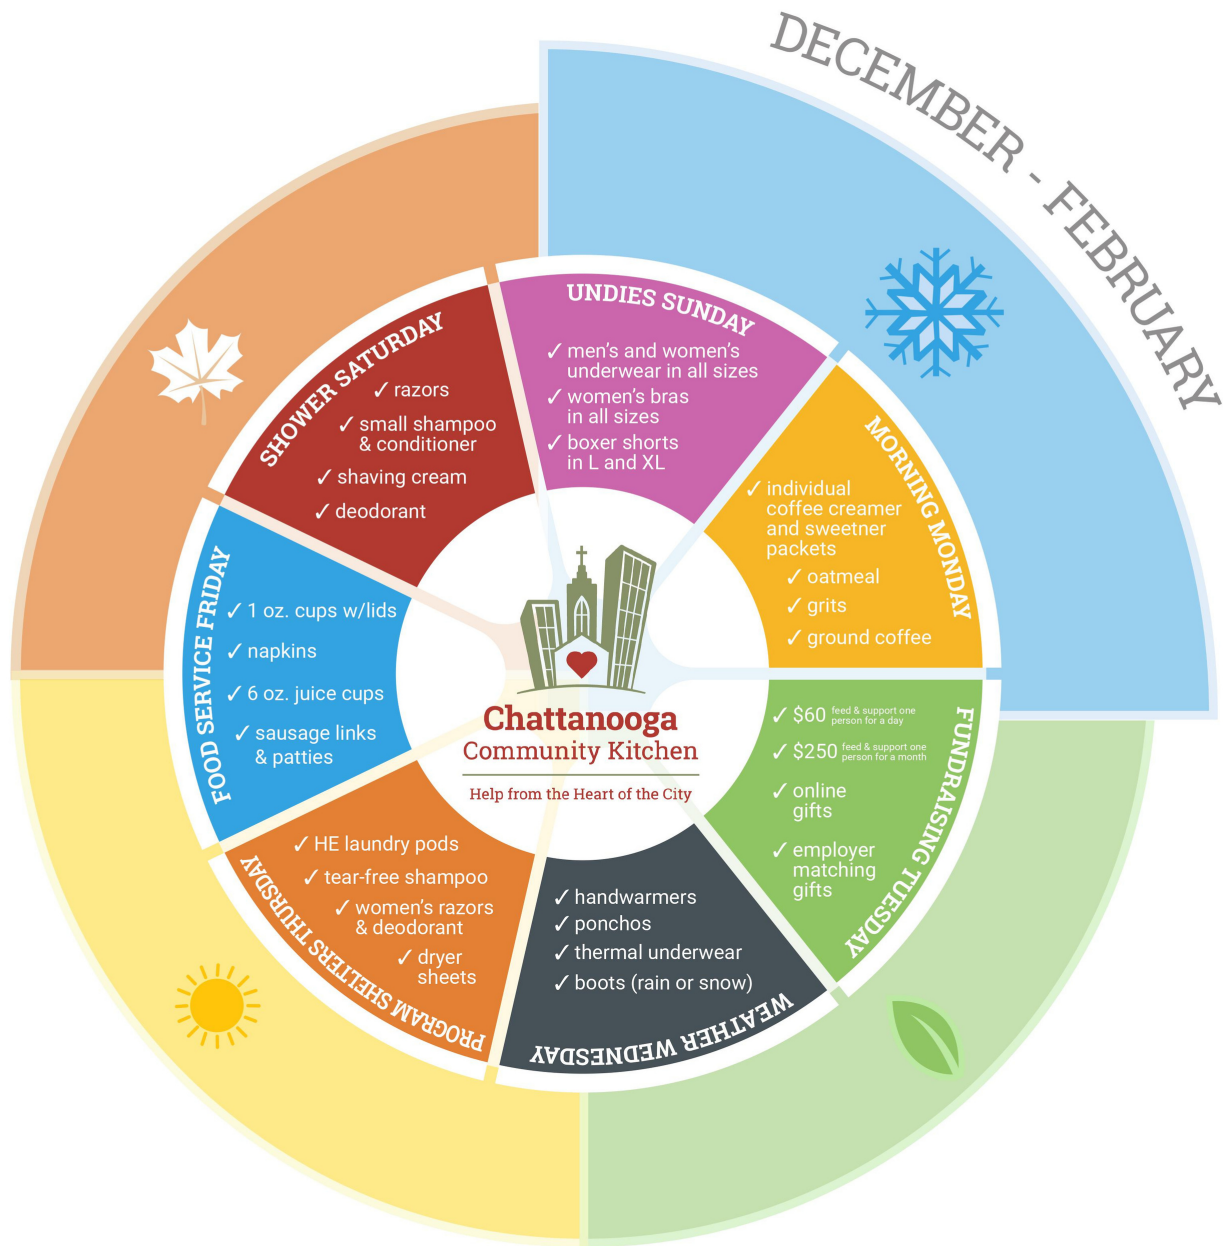 DECEMBER - FEBRUARY
UNDIES SUNDAY
✓ men's and women's
underwear in all sizes
✓ women's bras
in all sizes
✓ boxer shorts
in L and XL
MORNING MONDAY
✓ individual
coffee creamer
and sweetner
packets
✓ oatmeal
✓ grits
✓ ground coffee
FUNDRAISING TUESDAY
✓ $60 feed & support one
person for a day
✓ $250 feed & support one
person for a month
✓ online
gifts
✓ employer
matching
gifts
WEATHER WEDNESDAY
✓ handwarmers
✓ ponchos
✓ thermal underwear
✓ boots (rain or snow)
PROGRAM SHELTERS THURSDAY
✓ HE laundry pods
✓ tear-free shampoo
✓ women's razors
& deodorant
✓ dryer
sheets
FOOD SERVICE FRIDAY
✓ 1 oz. cups w/lids
✓ napkins
✓ 6 oz. juice cups
✓ sausage links
& patties
SHOWER SATURDAY
✓ razors
✓ small shampoo
& conditioner
✓ shaving cream
✓ deodorant
Chattanooga
Community Kitchen
Help from the Heart of the City